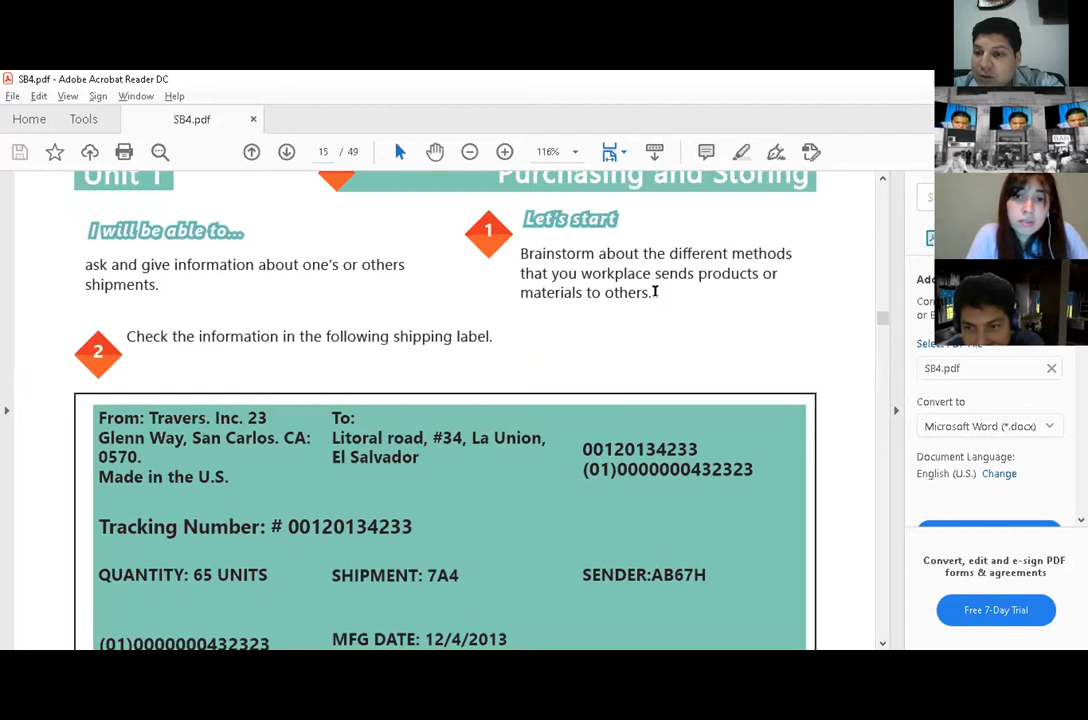 SB4.pdf - Adobe Acrobat Reader DC
File Edit View Sign Window Help
Home Tools SB4.pdf ×
15 / 49 116%
Unit 1 Purchasing and Storing
I will be able to...
ask and give information about one's or others
shipments.
1 Let's start
Brainstorm about the different methods
that you workplace sends products or
materials to others.
2 Check the information in the following shipping label.
From: Travers. Inc. 23
Glenn Way, San Carlos. CA:
0570.
Made in the U.S.
To:
Litoral road, #34, La Union,
El Salvador
00120134233
(01)0000000432323
Tracking Number: # 00120134233
QUANTITY: 65 UNITS SHIPMENT: 7A4 SENDER:AB67H
(01)0000000432323 MFG DATE: 12/4/2013
SB4.pdf
Convert to
Microsoft Word (*.docx)
Document Language:
English (U.S.) Change
Convert, edit and e-sign PDF
forms & agreements
Free 7-Day Trial